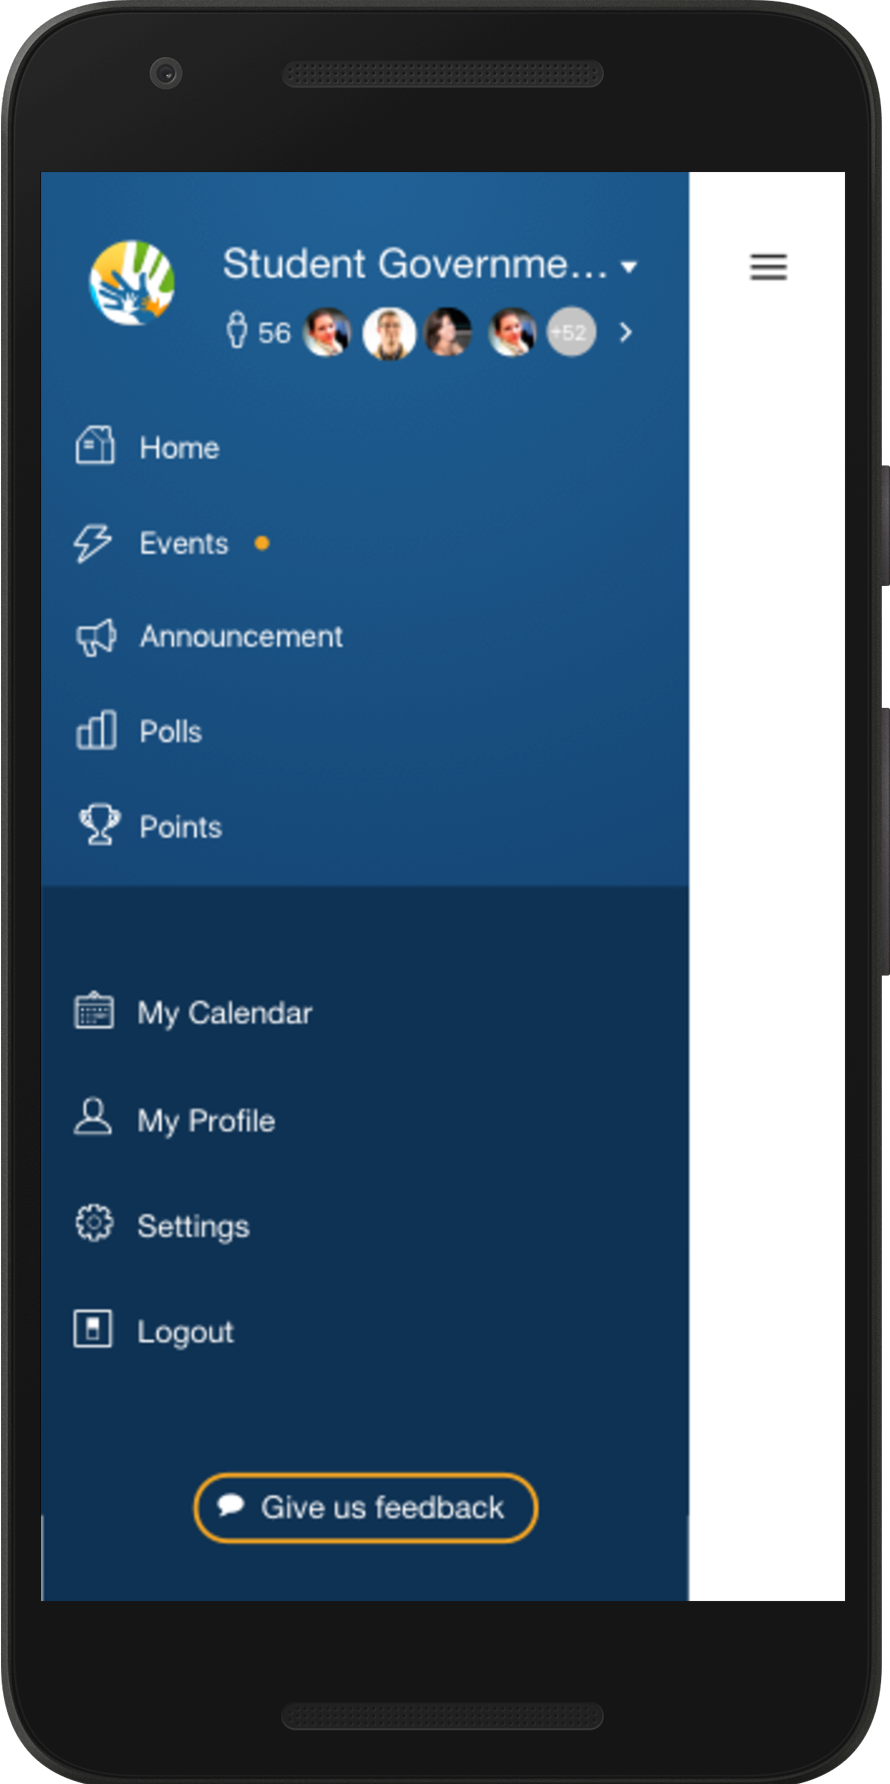 Student Governme...
56 +52
Home
Events
Announcement
Polls
Points
My Calendar
My Profile
Settings
Logout
Give us feedback